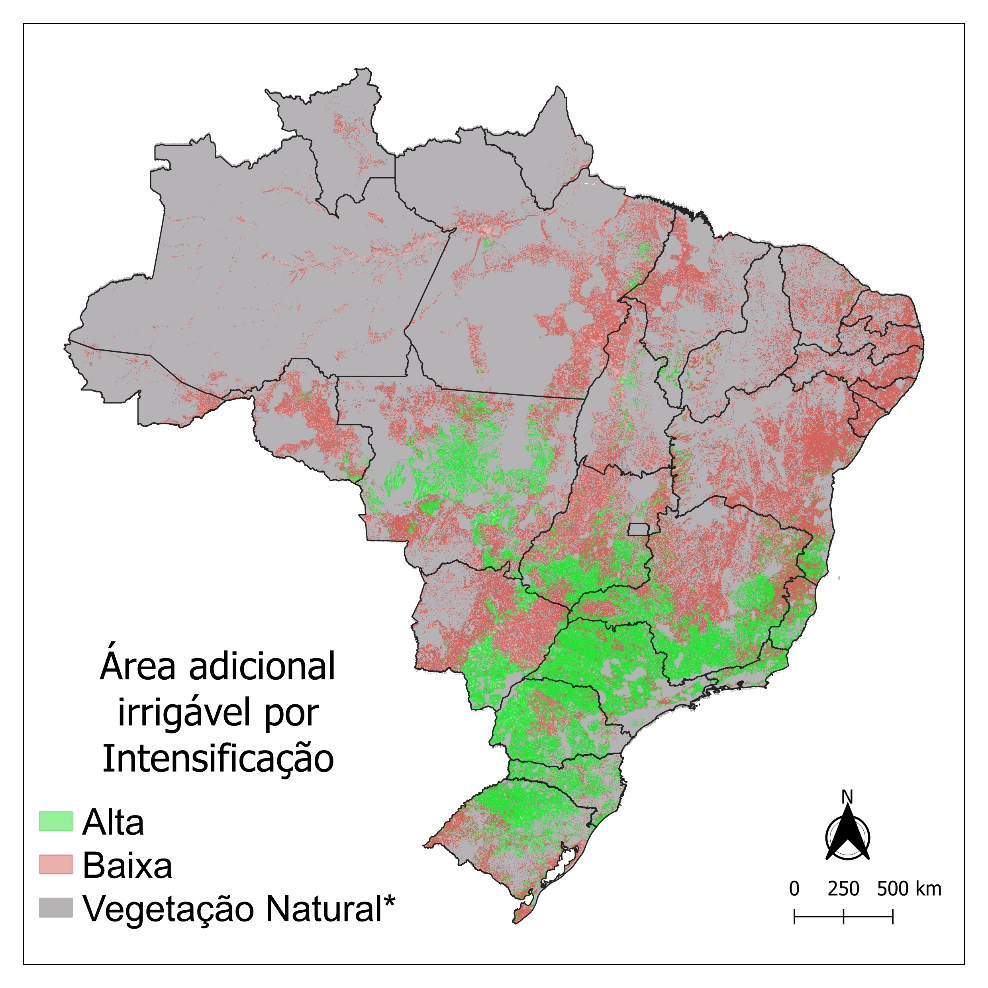 Área adicional
irrigável por
Intensificação
Alta
Baixa
Vegetação Natural*
N
0 250 500 km